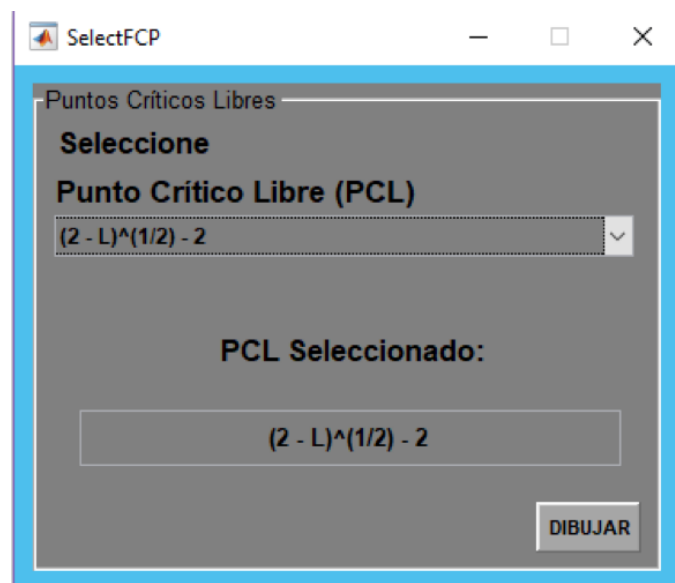 SelectFCP
Puntos Críticos Libres
Seleccione
Punto Crítico Libre (PCL)
(2 - L)^(1/2) - 2
PCL Seleccionado:
(2 - L)^(1/2) - 2
DIBUJAR